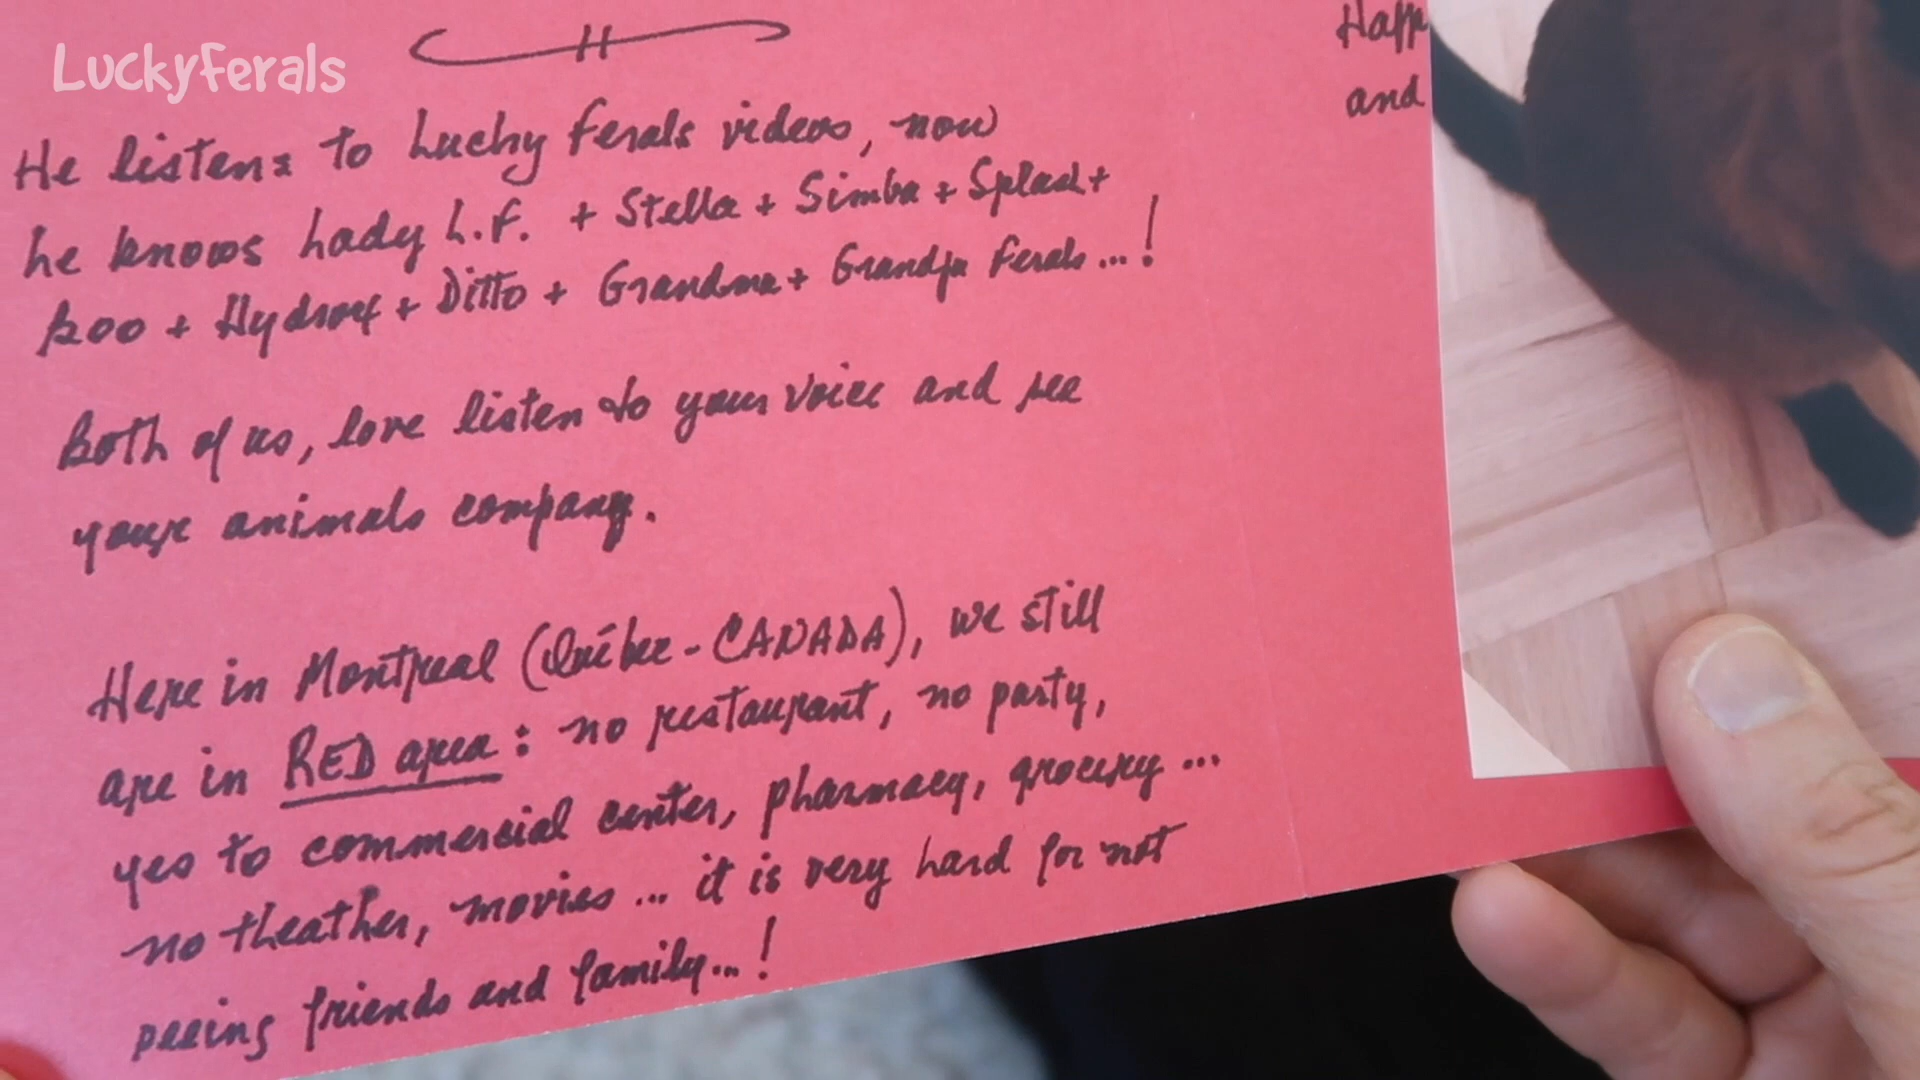 LuckyFerals
He listens to Lucky Ferals videos, now
he knows Lady L.F. + Stella + Simba + Splash +
Boo + Hydrox + Ditto + Grandma + Grandpa Ferals...!
Both of us, love listen to your voice and see
your animals company.
Here in Montreal (Québec - CANADA), we still
are in RED area : no restaurant, no party,
yes to commercial center, pharmacy, grocery ...
no theather, movies ... it is very hard for not
seeing friends and family...!
Happ
and